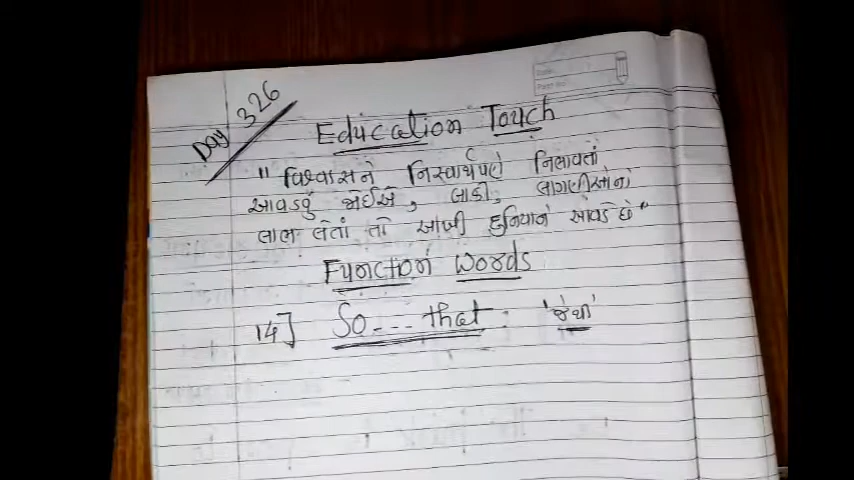 Day 326
Education Touch
" વિશ્વાસને નિસ્વાર્થપણે નિભાવતાં
આવડવું જોઈએ, બાકી, લાગણીઓનો
લાભ લેતાં તો આખી દુનિયાને આવડે છે"
Function Words
14] So --- that : 'જેથી'